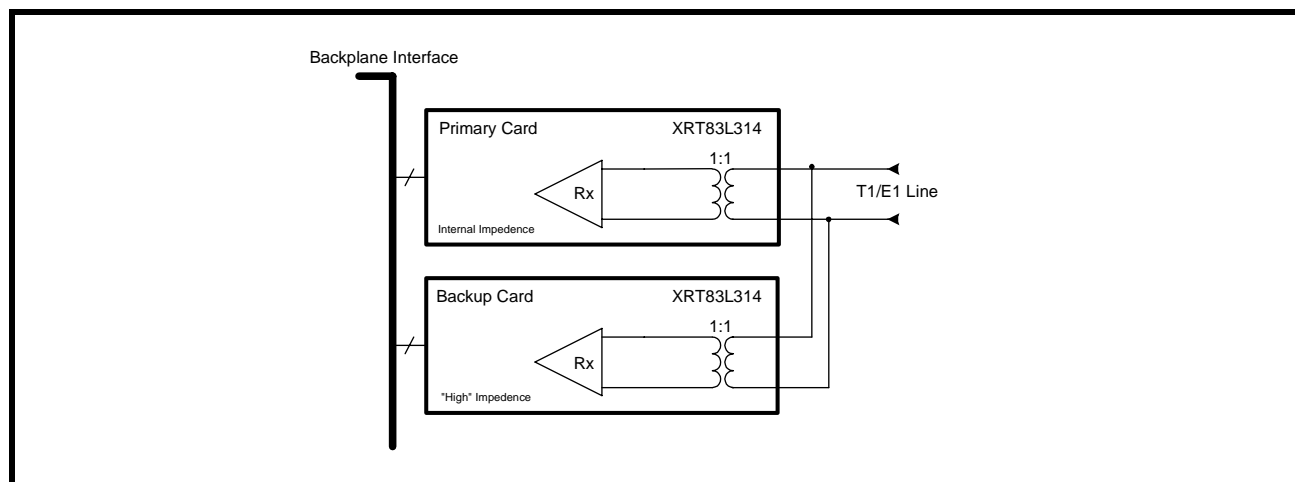 Backplane Interface
Primary Card XRT83L314
1:1
Rx
T1/E1 Line
Internal Impedence
Backup Card XRT83L314
1:1
Rx
"High" Impedence